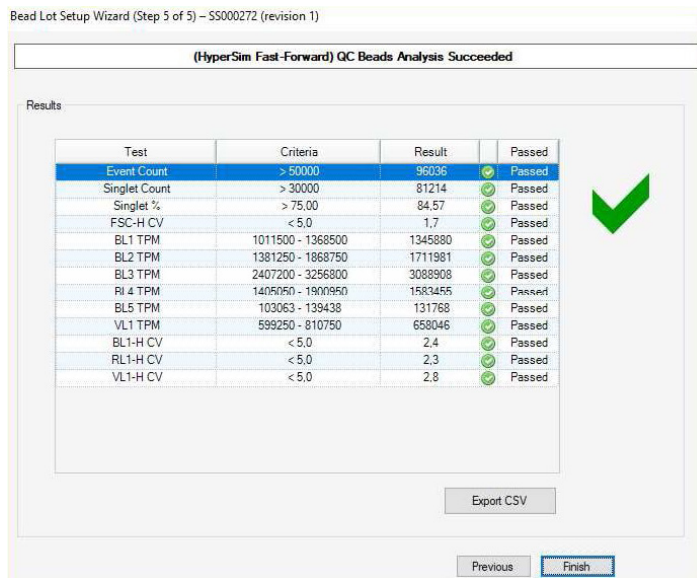 Bead Lot Setup Wizard (Step 5 of 5) – SS000272 (revision 1)
(HyperSim Fast-Forward) QC Beads Analysis Succeeded
Results
Test Criteria Result Passed
Event Count > 50000 96036 Passed
Singlet Count > 30000 81214 Passed
Singlet % > 75,00 84,57 Passed
FSC-H CV < 5,0 1,7 Passed
BL1 TPM 1011500 - 1368500 1345880 Passed
BL2 TPM 1381250 - 1868750 1711981 Passed
BL3 TPM 2407200 - 3256800 3088908 Passed
BL4 TPM 1405050 - 1900950 1583455 Passed
BL5 TPM 103063 - 139438 131768 Passed
VL1 TPM 599250 - 810750 658046 Passed
BL1-H CV < 5,0 2,4 Passed
RL1-H CV < 5,0 2,3 Passed
VL1-H CV < 5,0 2,8 Passed
Export CSV
Previous Finish